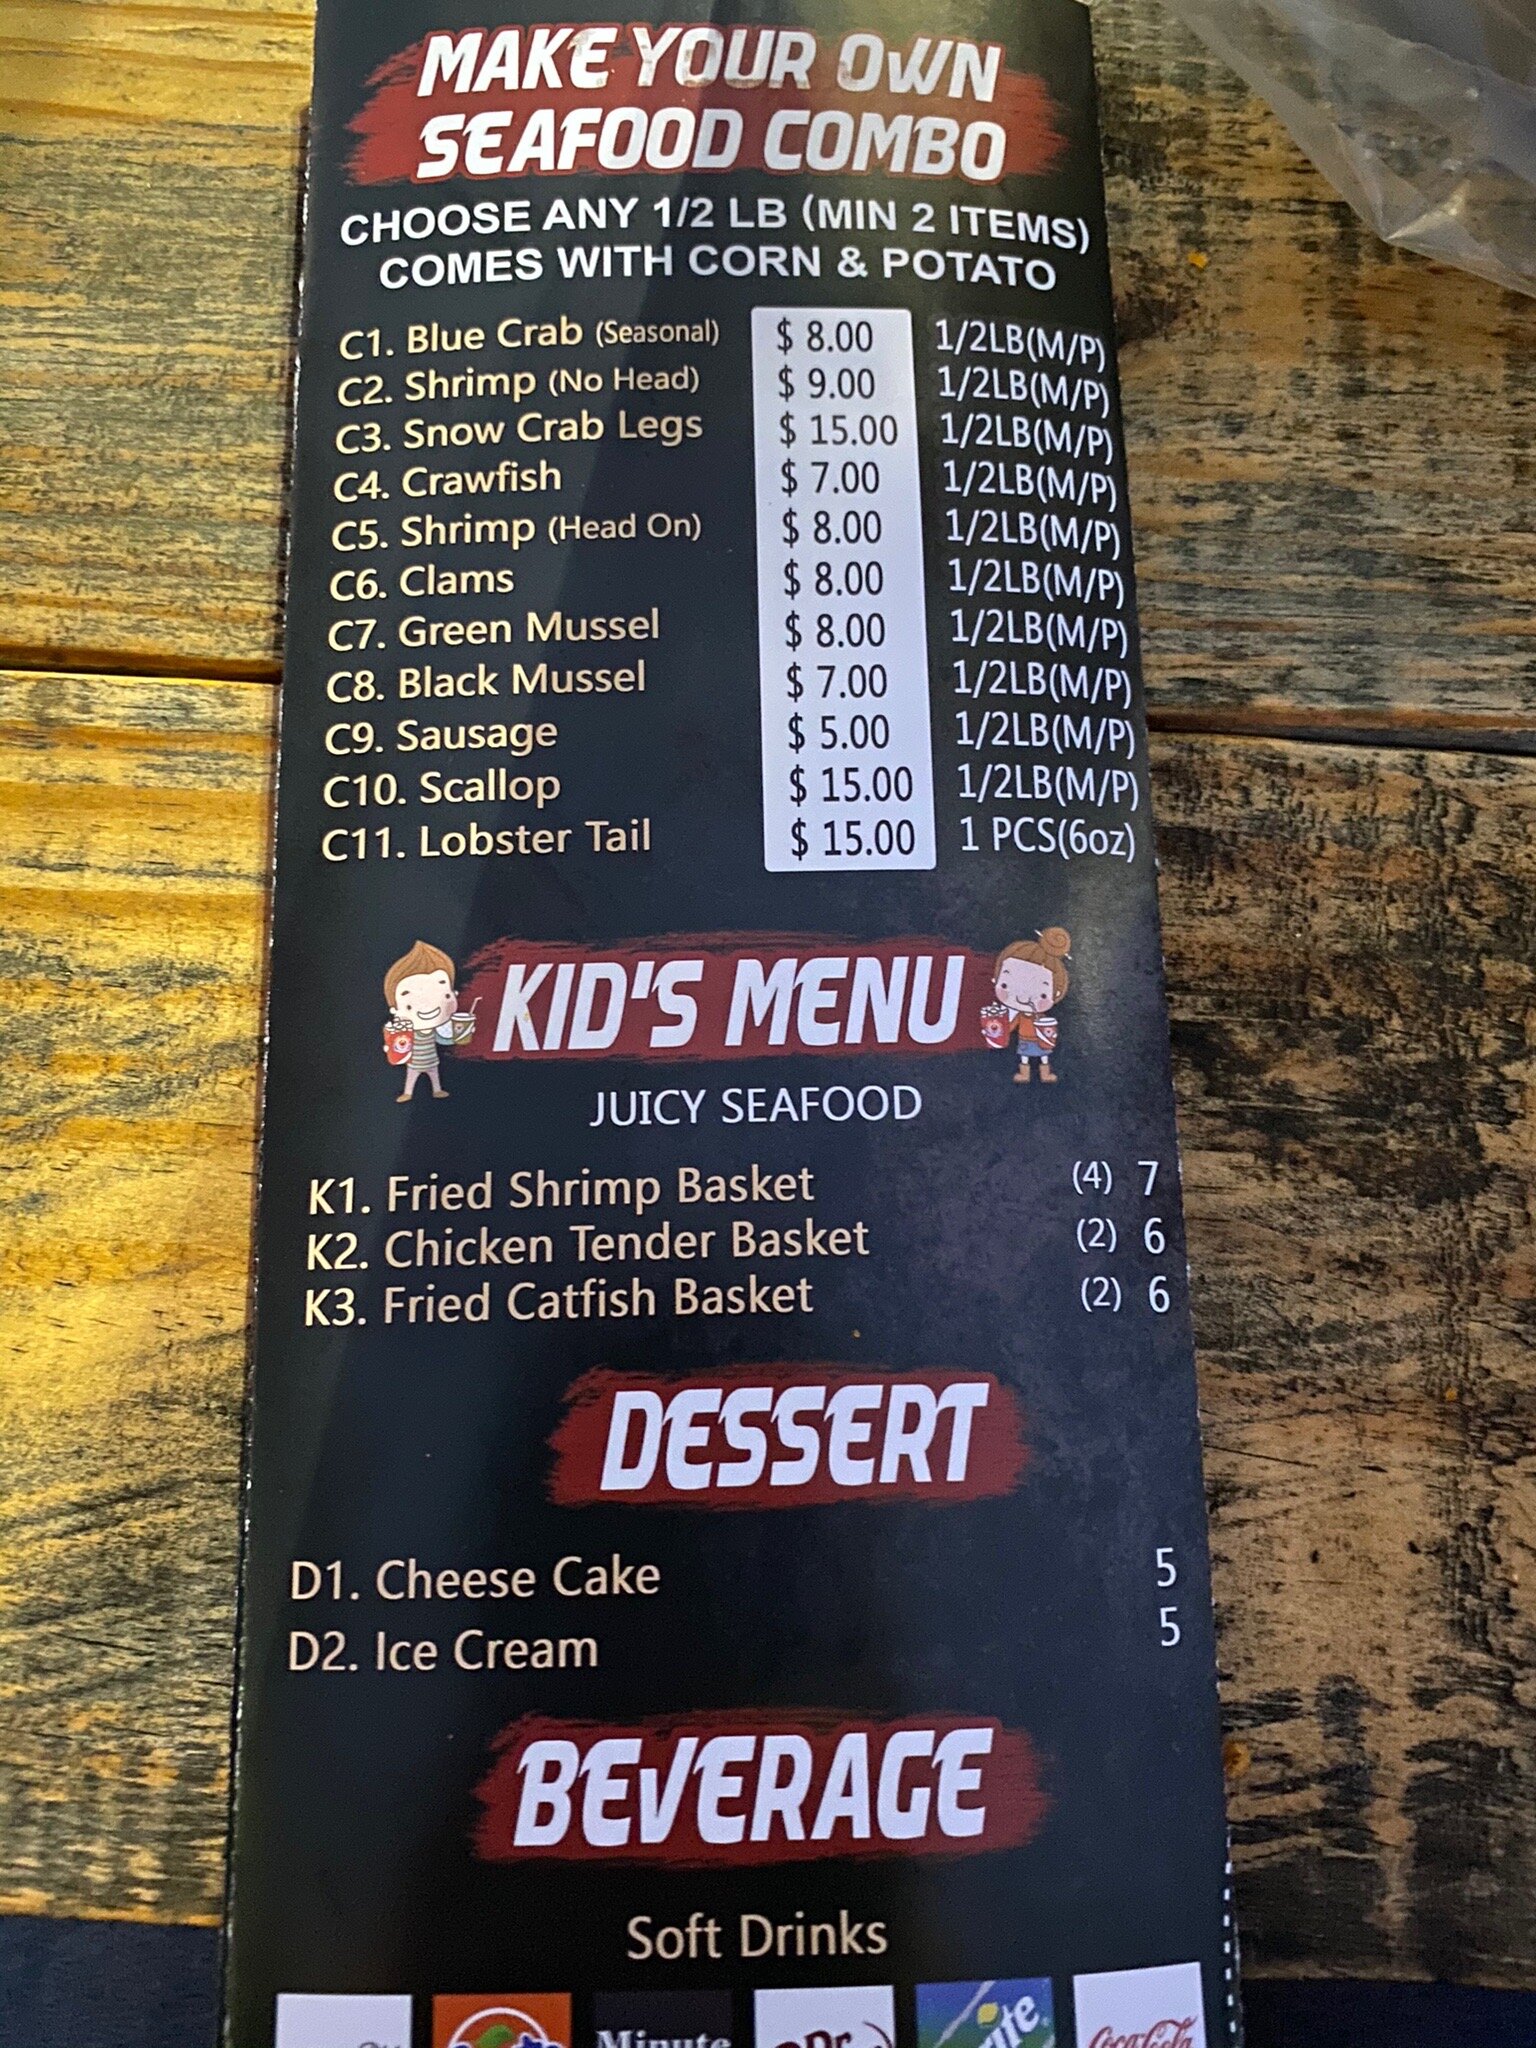 MAKE YOUR OWN
SEAFOOD COMBO
CHOOSE ANY 1/2 LB (MIN 2 ITEMS)
COMES WITH CORN & POTATO
C1. Blue Crab (Seasonal) $ 8.00 1/2LB(M/P)
C2. Shrimp (No Head) $ 9.00 1/2LB(M/P)
C3. Snow Crab Legs $ 15.00 1/2LB(M/P)
C4. Crawfish $ 7.00 1/2LB(M/P)
C5. Shrimp (Head On) $ 8.00 1/2LB(M/P)
C6. Clams $ 8.00 1/2LB(M/P)
C7. Green Mussel $ 8.00 1/2LB(M/P)
C8. Black Mussel $ 7.00 1/2LB(M/P)
C9. Sausage $ 5.00 1/2LB(M/P)
C10. Scallop $ 15.00 1/2LB(M/P)
C11. Lobster Tail $ 15.00 1 PCS(6oz)
KID'S MENU
JUICY SEAFOOD
K1. Fried Shrimp Basket (4) 7
K2. Chicken Tender Basket (2) 6
K3. Fried Catfish Basket (2) 6
DESSERT
D1. Cheese Cake 5
D2. Ice Cream 5
BEVERAGE
Soft Drinks
Minute Dr Sprite Coca-Cola